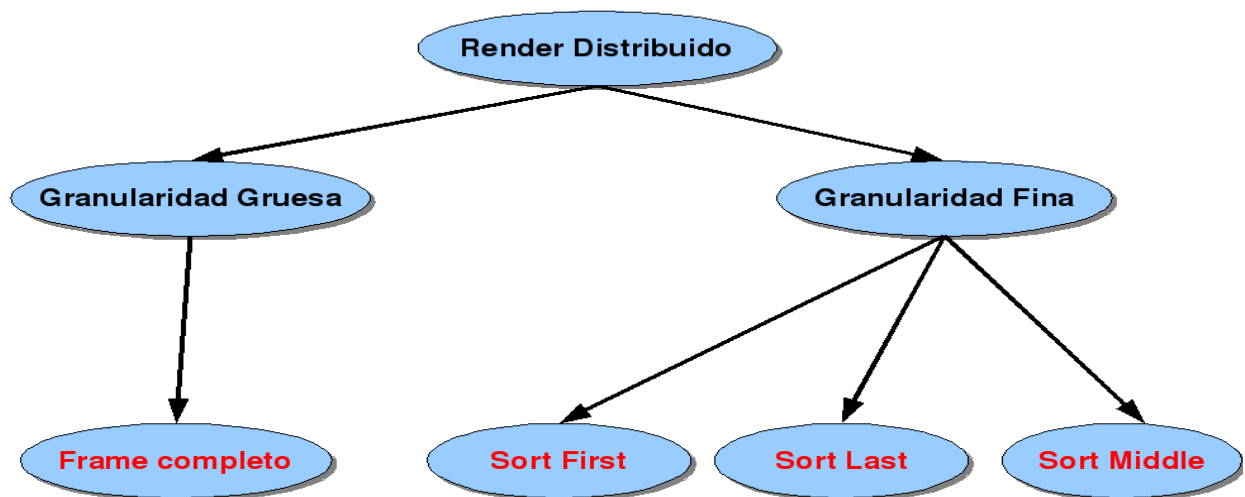 Render Distribuido
Granularidad Gruesa
Granularidad Fina
Frame completo
Sort First
Sort Last
Sort Middle